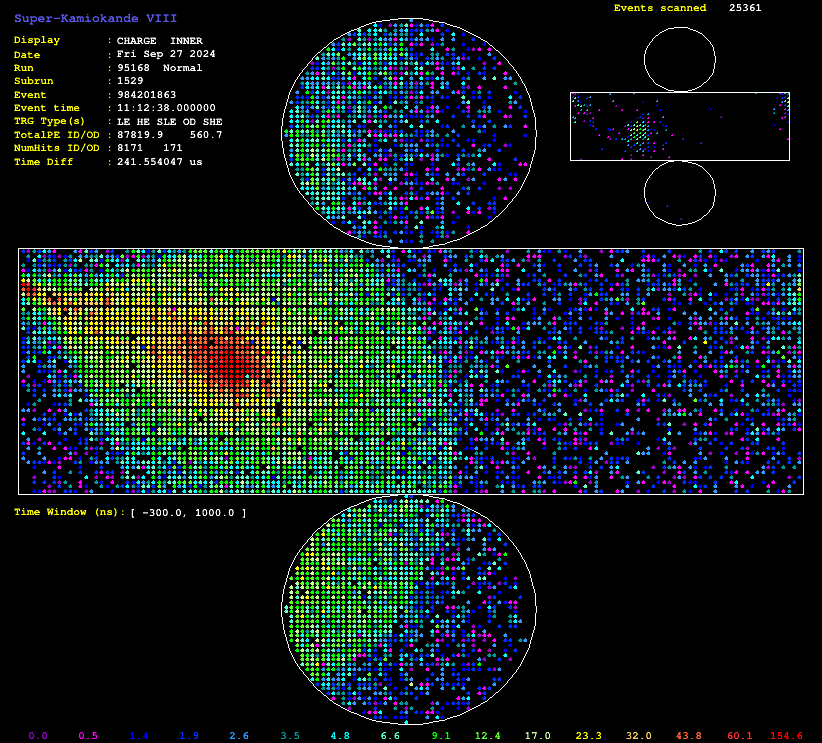 Super-Kamiokande VIII
Events scanned 25361
Display : CHARGE INNER
Date : Fri Sep 27 2024
Run : 95168 Normal
Subrun : 1529
Event : 984201863
Event time : 11:12:38.000000
TRG Type(s) : LE HE SLE OD SHE
TotalPE ID/OD : 87819.9 560.7
NumHits ID/OD : 8171 171
Time Diff : 241.554047 us
Time Window (ns): [ -300.0, 1000.0 ]
0.0 0.5 1.4 1.9 2.6 3.5 4.8 6.6 9.1 12.4 17.0 23.3 32.0 43.8 60.1 154.6